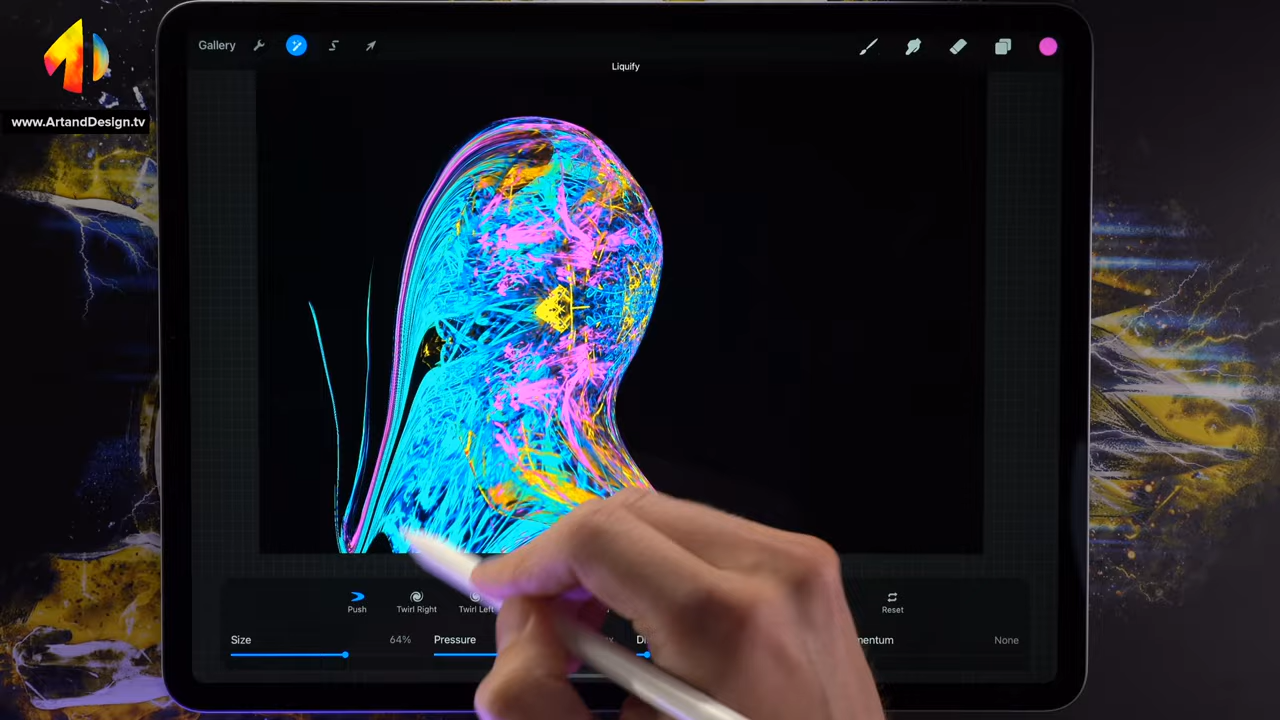 www.ArtandDesign.tv
Gallery
Liquify
Push
Twirl Right
Twirl Left
Reset
Size
64%
Pressure
None